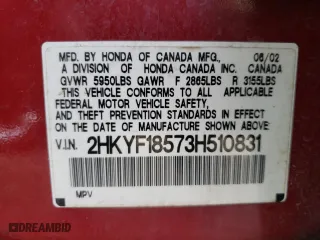 MFD. BY HONDA OF CANADA MFG., 06/02
A DIVISION OF HONDA CANADA INC. CANADA
GVWR 5950LBS GAWR F 2865LBS R 3155LBS
THIS VEHICLE CONFORMS TO ALL APPLICABLE
FEDERAL MOTOR VEHICLE SAFETY, BUMPER,
AND THEFT PREVENTION STANDARDS IN EFFECT ON
THE DATE OF MANUFACTURE SHOWN ABOVE.
V.I.N. 2HKYF18573H510831
MPV
DREAMBID